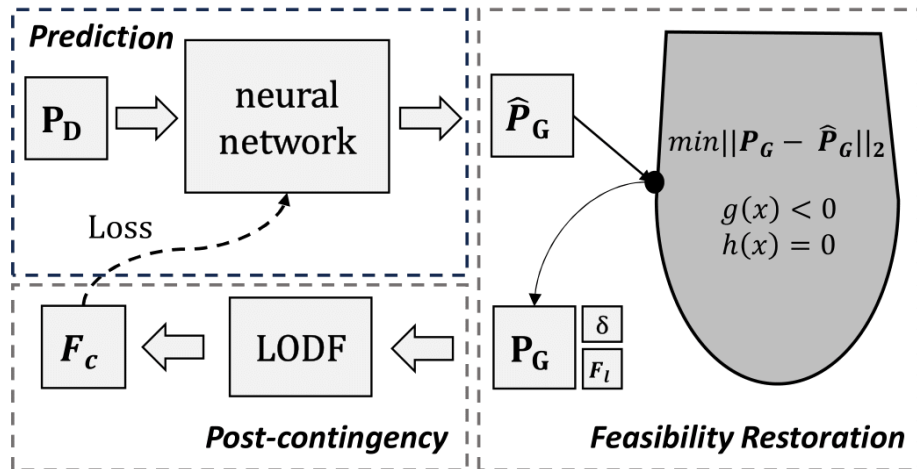 Prediction
P_D
neural
network
Loss
P̂_G
min||P_G − P̂_G||_2
g(x) < 0
h(x) = 0
F_c
LODF
P_G
δ
F_l
Post-contingency
Feasibility Restoration